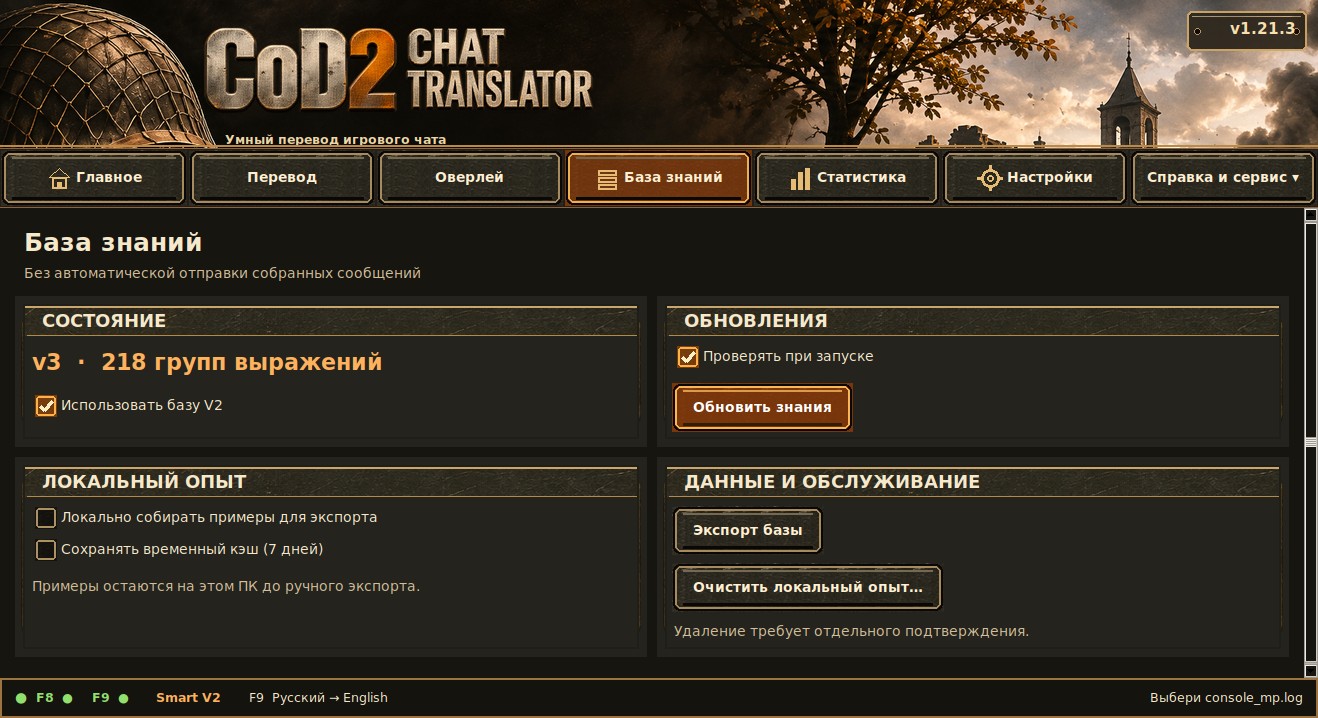 CoD2 CHAT TRANSLATOR
v1.21.3
Умный перевод игрового чата
Главное
Перевод
Оверлей
База знаний
Статистика
Настройки
Справка и сервис ▾
База знаний
Без автоматической отправки собранных сообщений
СОСТОЯНИЕ
v3 · 218 групп выражений
Использовать базу V2
ОБНОВЛЕНИЯ
Проверять при запуске
Обновить знания
ЛОКАЛЬНЫЙ ОПЫТ
Локально собирать примеры для экспорта
Сохранять временный кэш (7 дней)
Примеры остаются на этом ПК до ручного экспорта.
ДАННЫЕ И ОБСЛУЖИВАНИЕ
Экспорт базы
Очистить локальный опыт…
Удаление требует отдельного подтверждения.
● F8 ● F9 ● Smart V2 F9 Русский → English
Выбери console_mp.log